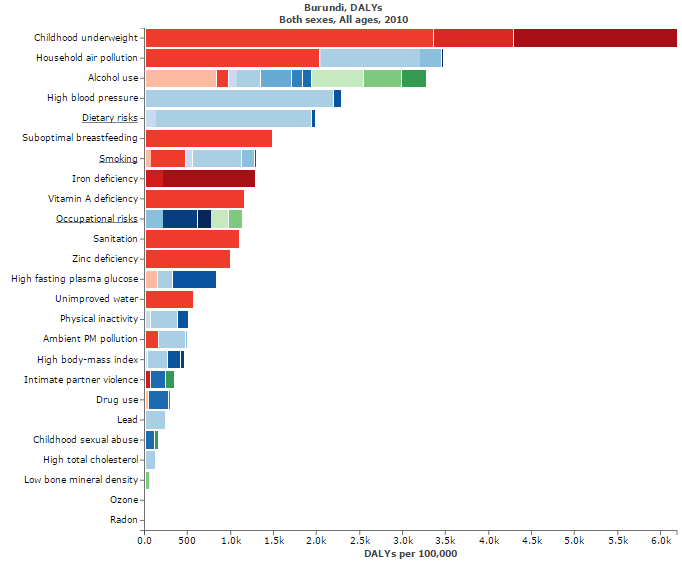 Burundi, DALYs
Both sexes, All ages, 2010
Childhood underweight
Household air pollution
Alcohol use
High blood pressure
Dietary risks
Suboptimal breastfeeding
Smoking
Iron deficiency
Vitamin A deficiency
Occupational risks
Sanitation
Zinc deficiency
High fasting plasma glucose
Unimproved water
Physical inactivity
Ambient PM pollution
High body-mass index
Intimate partner violence
Drug use
Lead
Childhood sexual abuse
High total cholesterol
Low bone mineral density
Ozone
Radon
0.0 500 1.0k 1.5k 2.0k 2.5k 3.0k 3.5k 4.0k 4.5k 5.0k 5.5k 6.0k
DALYs per 100,000